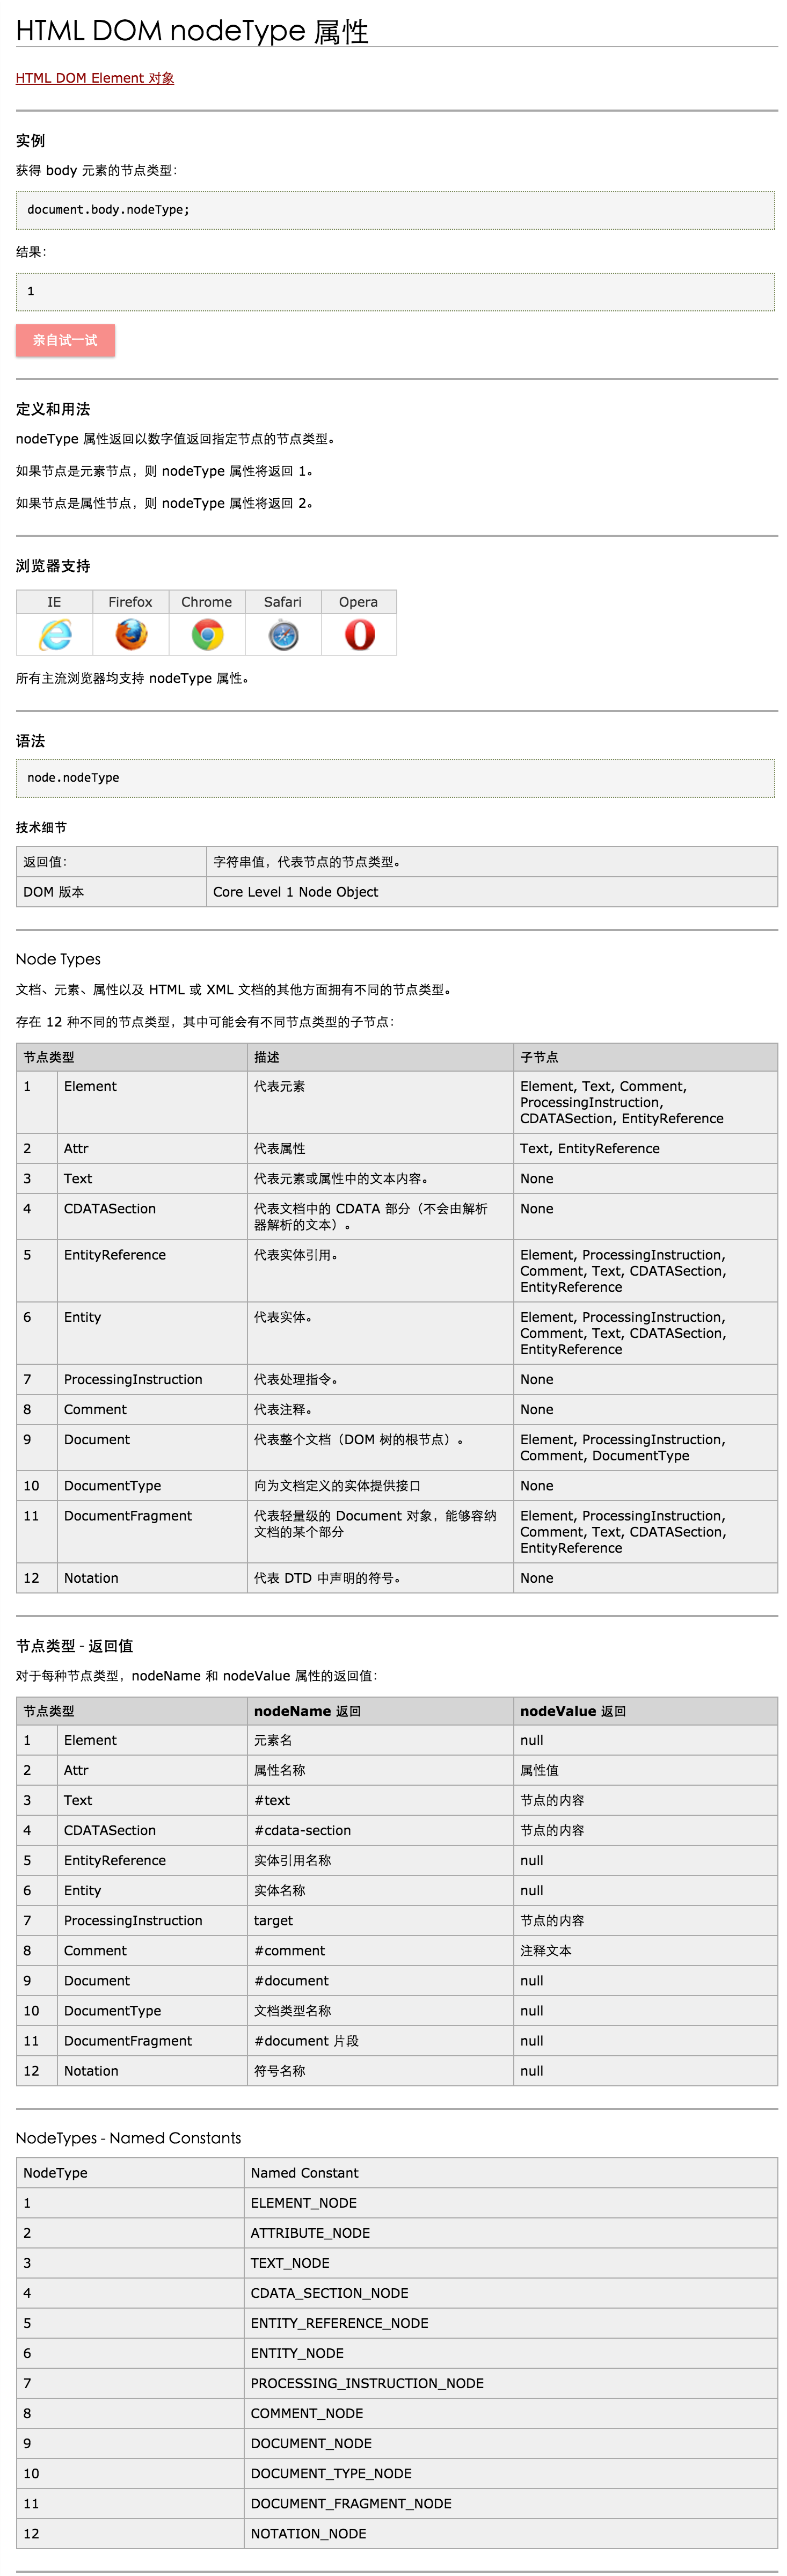 HTML DOM nodeType 属性
HTML DOM Element 对象
实例
获得 body 元素的节点类型：
document.body.nodeType;
结果：
1
亲自试一试
定义和用法
nodeType 属性返回以数字值返回指定节点的节点类型。
如果节点是元素节点，则 nodeType 属性将返回 1。
如果节点是属性节点，则 nodeType 属性将返回 2。
浏览器支持
IE Firefox Chrome Safari Opera
所有主流浏览器均支持 nodeType 属性。
语法
node.nodeType
技术细节
返回值： 字符串值，代表节点的节点类型。
DOM 版本 Core Level 1 Node Object
Node Types
文档、元素、属性以及 HTML 或 XML 文档的其他方面拥有不同的节点类型。
存在 12 种不同的节点类型，其中可能会有不同节点类型的子节点：
节点类型 描述 子节点
1 Element 代表元素 Element, Text, Comment,
ProcessingInstruction,
CDATASection, EntityReference
2 Attr 代表属性 Text, EntityReference
3 Text 代表元素或属性中的文本内容。 None
4 CDATASection 代表文档中的 CDATA 部分（不会由解析 None
器解析的文本）。
5 EntityReference 代表实体引用。 Element, ProcessingInstruction,
Comment, Text, CDATASection,
EntityReference
6 Entity 代表实体。 Element, ProcessingInstruction,
Comment, Text, CDATASection,
EntityReference
7 ProcessingInstruction 代表处理指令。 None
8 Comment 代表注释。 None
9 Document 代表整个文档（DOM 树的根节点）。 Element, ProcessingInstruction,
Comment, DocumentType
10 DocumentType 向为文档定义的实体提供接口 None
11 DocumentFragment 代表轻量级的 Document 对象，能够容纳 Element, ProcessingInstruction,
文档的某个部分 Comment, Text, CDATASection,
EntityReference
12 Notation 代表 DTD 中声明的符号。 None
节点类型 - 返回值
对于每种节点类型，nodeName 和 nodeValue 属性的返回值：
节点类型 nodeName 返回 nodeValue 返回
1 Element 元素名 null
2 Attr 属性名称 属性值
3 Text #text 节点的内容
4 CDATASection #cdata-section 节点的内容
5 EntityReference 实体引用名称 null
6 Entity 实体名称 null
7 ProcessingInstruction target 节点的内容
8 Comment #comment 注释文本
9 Document #document null
10 DocumentType 文档类型名称 null
11 DocumentFragment #document 片段 null
12 Notation 符号名称 null
NodeTypes - Named Constants
NodeType Named Constant
1 ELEMENT_NODE
2 ATTRIBUTE_NODE
3 TEXT_NODE
4 CDATA_SECTION_NODE
5 ENTITY_REFERENCE_NODE
6 ENTITY_NODE
7 PROCESSING_INSTRUCTION_NODE
8 COMMENT_NODE
9 DOCUMENT_NODE
10 DOCUMENT_TYPE_NODE
11 DOCUMENT_FRAGMENT_NODE
12 NOTATION_NODE